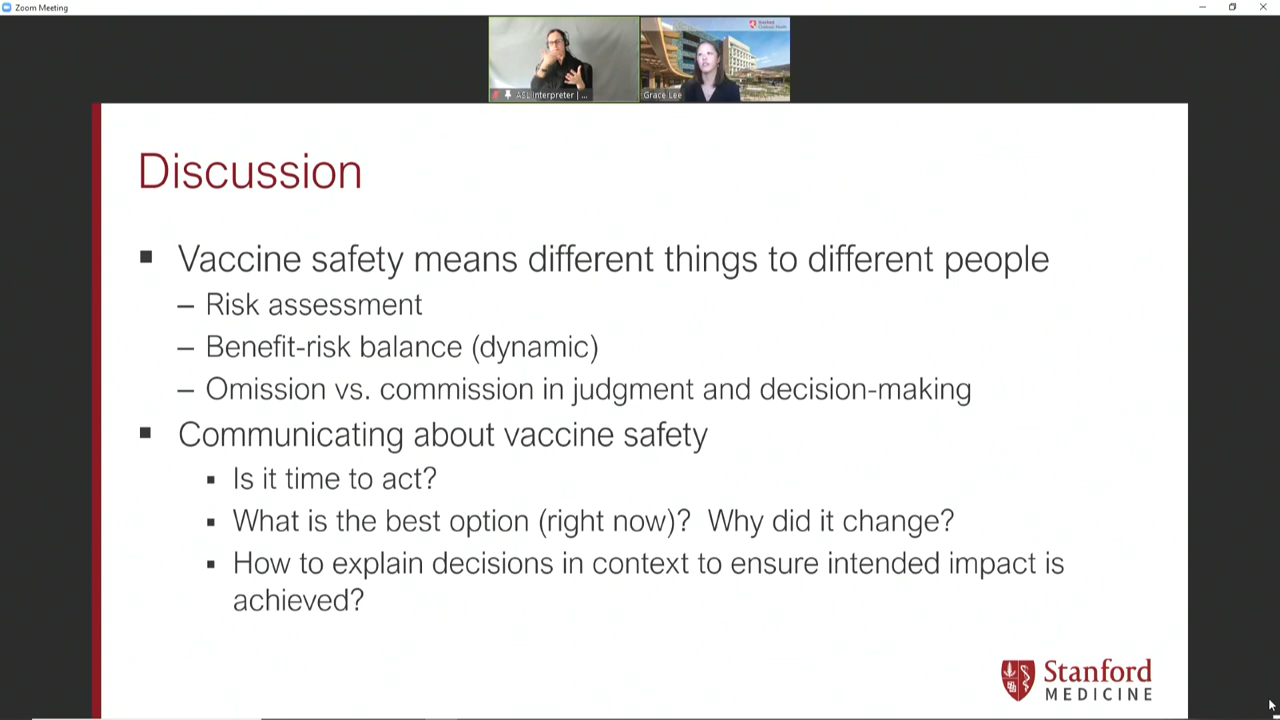 Zoom Meeting
Stanford
Children's Health
ASL Interpreter | ...
Grace Lee
Discussion
▪ Vaccine safety means different things to different people
– Risk assessment
– Benefit-risk balance (dynamic)
– Omission vs. commission in judgment and decision-making
▪ Communicating about vaccine safety
▪ Is it time to act?
▪ What is the best option (right now)? Why did it change?
▪ How to explain decisions in context to ensure intended impact is
achieved?
Stanford
MEDICINE